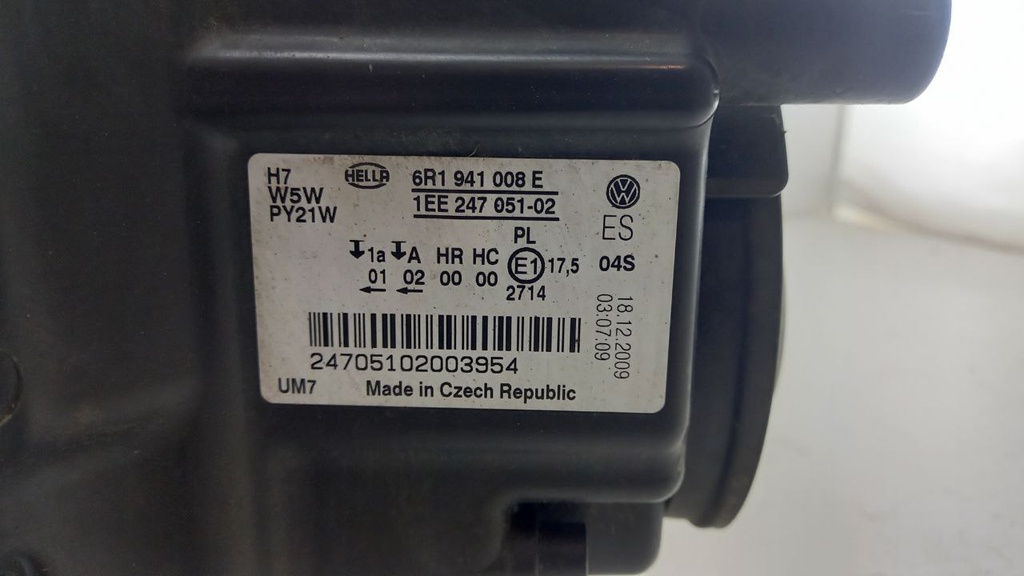 H7
W5W
PY21W
HELLA
6R1 941 008 E
1EE 247 051-02
VW
ES
PL
1a A HR HC E1 17,5 04S
01 02 00 00 2714
18.12.2009
03:07:09
24705102003954
UM7 Made in Czech Republic